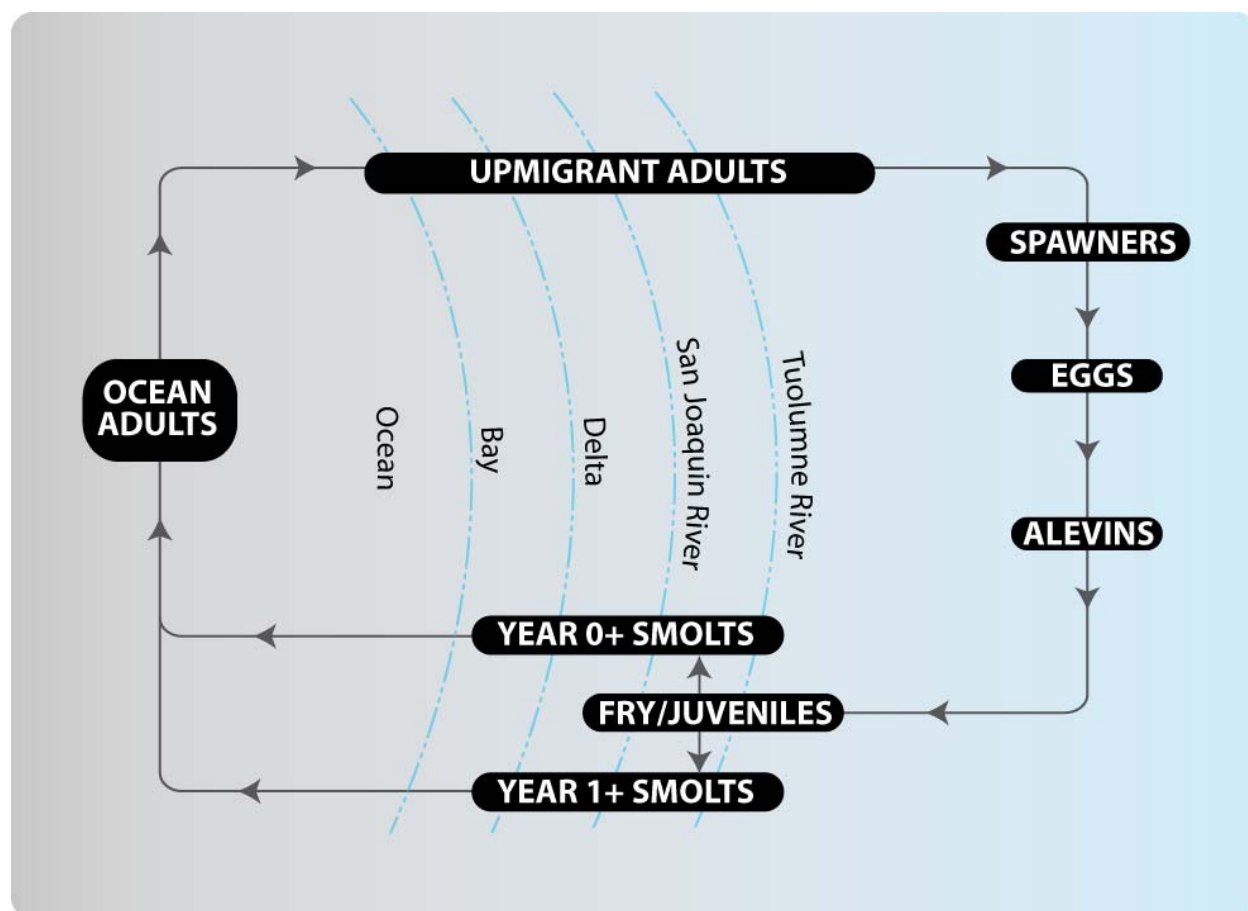 UPMIGRANT ADULTS
SPAWNERS
EGGS
ALEVINS
OCEAN
ADULTS
Ocean
Bay
Delta
San Joaquin River
Tuolumne River
YEAR 0+ SMOLTS
FRY/JUVENILES
YEAR 1+ SMOLTS